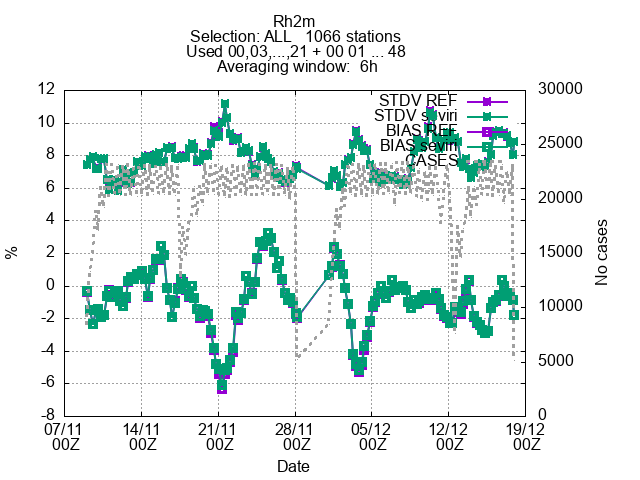 Rh2m
Selection: ALL   1066 stations
Used 00,03,...,21 + 00 01 ... 48
Averaging window:  6h
STDV REF
STDV seviri
BIAS REF
BIAS seviri
CASES
12
10
8
6
4
2
0
-2
-4
-6
-8
%
30000
25000
20000
15000
10000
5000
0
No cases
07/11 14/11 21/11 28/11 05/12 12/12 19/12
00Z 00Z 00Z 00Z 00Z 00Z 00Z
Date